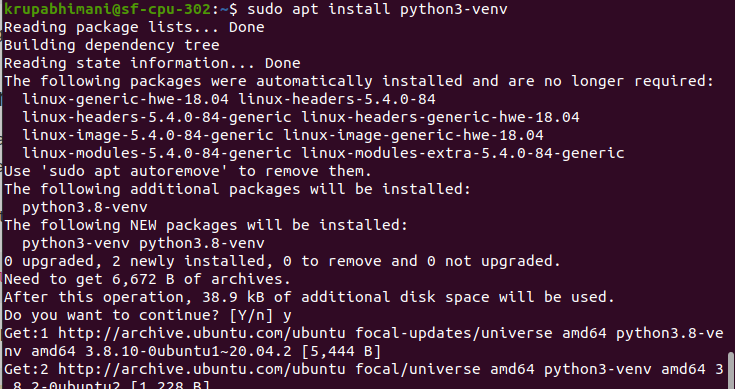 krupabhimani@sf-cpu-302:~$ sudo apt install python3-venv
Reading package lists... Done
Building dependency tree
Reading state information... Done
The following packages were automatically installed and are no longer required:
  linux-generic-hwe-18.04 linux-headers-5.4.0-84
  linux-headers-5.4.0-84-generic linux-headers-generic-hwe-18.04
  linux-image-5.4.0-84-generic linux-image-generic-hwe-18.04
  linux-modules-5.4.0-84-generic linux-modules-extra-5.4.0-84-generic
Use 'sudo apt autoremove' to remove them.
The following additional packages will be installed:
  python3.8-venv
The following NEW packages will be installed:
  python3-venv python3.8-venv
0 upgraded, 2 newly installed, 0 to remove and 0 not upgraded.
Need to get 6,672 B of archives.
After this operation, 38.9 kB of additional disk space will be used.
Do you want to continue? [Y/n] y
Get:1 http://archive.ubuntu.com/ubuntu focal-updates/universe amd64 python3.8-ve
nv amd64 3.8.10-0ubuntu1~20.04.2 [5,444 B]
Get:2 http://archive.ubuntu.com/ubuntu focal/universe amd64 python3-venv amd64 3
.8.2-0ubuntu2 [1,228 B]